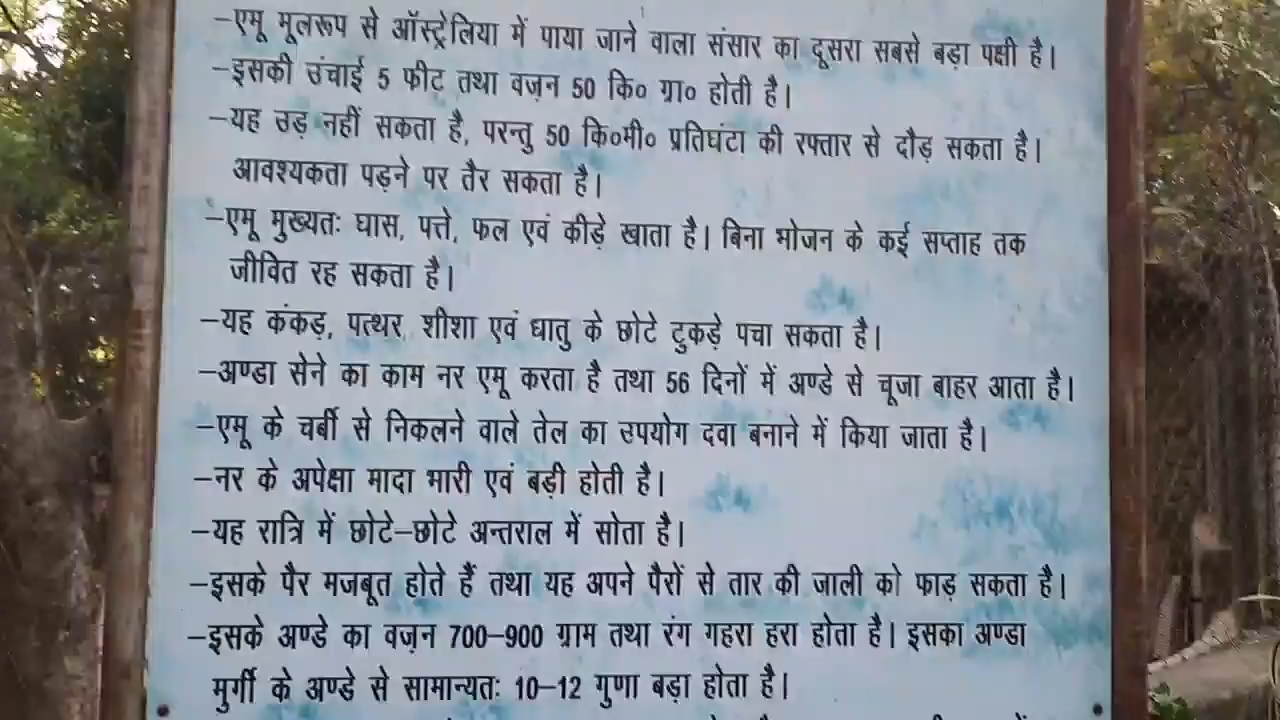 –एमू मूलरूप से ऑस्ट्रेलिया में पाया जाने वाला संसार का दूसरा सबसे बड़ा पक्षी है।
–इसकी उंचाई 5 फीट तथा वज़न 50 कि० ग्रा० होती है।
–यह उड़ नहीं सकता है, परन्तु 50 कि०मी० प्रतिघंटा की रफ्तार से दौड़ सकता है।
आवश्यकता पड़ने पर तैर सकता है।
–एमू मुख्यतः घास, पत्ते, फल एवं कीड़े खाता है। बिना भोजन के कई सप्ताह तक
जीवित रह सकता है।
–यह कंकड़, पत्थर, शीशा एवं धातु के छोटे टुकड़े पचा सकता है।
–अण्डा सेने का काम नर एमू करता है तथा 56 दिनों में अण्डे से चूजा बाहर आता है।
–एमू के चर्बी से निकलने वाले तेल का उपयोग दवा बनाने में किया जाता है।
–नर के अपेक्षा मादा भारी एवं बड़ी होती है।
–यह रात्रि में छोटे–छोटे अन्तराल में सोता है।
–इसके पैर मजबूत होते हैं तथा यह अपने पैरों से तार की जाली को फाड़ सकता है।
–इसके अण्डे का वज़न 700–900 ग्राम तथा रंग गहरा हरा होता है। इसका अण्डा
मुर्गी के अण्डे से सामान्यतः 10–12 गुणा बड़ा होता है।